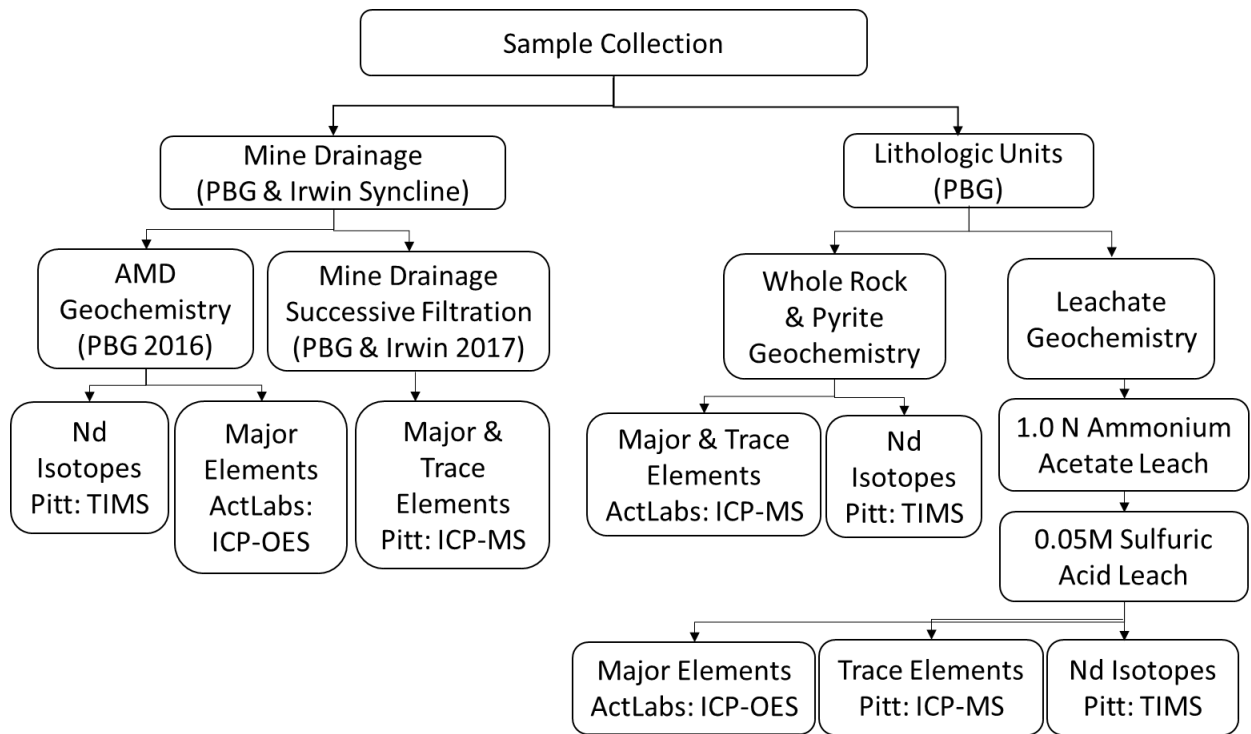 Sample Collection
Mine Drainage
(PBG & Irwin Syncline)
Lithologic Units
(PBG)
AMD
Geochemistry
(PBG 2016)
Mine Drainage
Successive Filtration
(PBG & Irwin 2017)
Whole Rock
& Pyrite
Geochemistry
Leachate
Geochemistry
Nd
Isotopes
Pitt: TIMS
Major
Elements
ActLabs:
ICP-OES
Major &
Trace
Elements
Pitt: ICP-MS
Major & Trace
Elements
ActLabs: ICP-MS
Nd
Isotopes
Pitt: TIMS
1.0 N Ammonium
Acetate Leach
0.05M Sulfuric
Acid Leach
Major Elements
ActLabs: ICP-OES
Trace Elements
Pitt: ICP-MS
Nd Isotopes
Pitt: TIMS